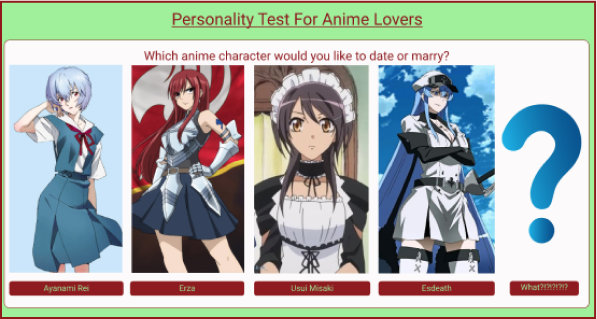 Personality Test For Anime Lovers
Which anime character would you like to date or marry?
?
Ayanami Rei
Erza
Usui Misaki
Esdeath
What?!?!?!?!?